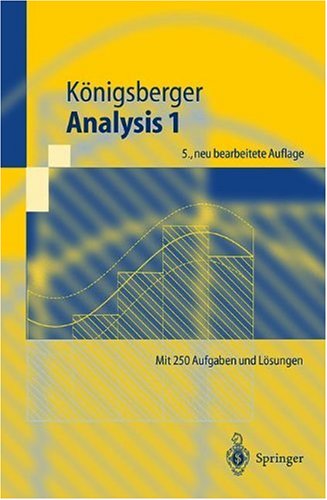 Königsberger
Analysis 1
5., neu bearbeitete Auflage
Mit 250 Aufgaben und Lösungen
Springer